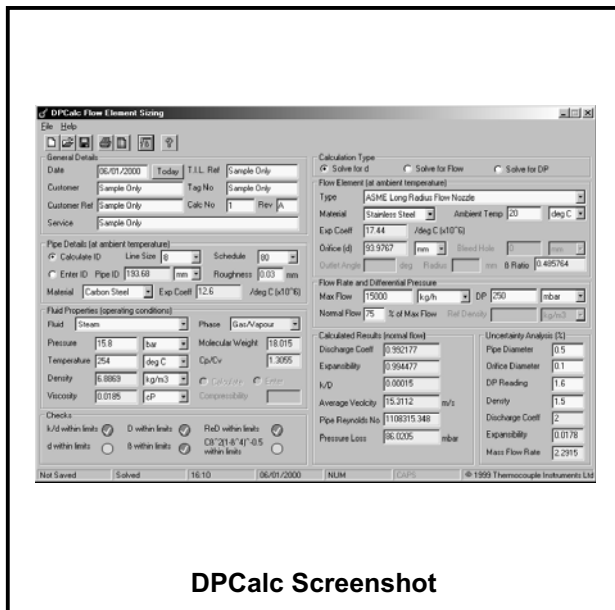 DPCalc Flow Element Sizing
File Help
General Details
Date 06/01/2000 Today T.I.L. Ref Sample Only
Customer Sample Only Tag No Sample Only
Customer Ref Sample Only Calc No 1 Rev A
Service Sample Only
Pipe Details (at ambient temperature)
Calculate ID Line Size 8 Schedule 80
Enter ID Pipe ID 193.68 mm Roughness 0.03 mm
Material Carbon Steel Exp Coeff 12.6 /deg C (x10^6)
Fluid Properties (operating conditions)
Fluid Steam Phase Gas/Vapour
Pressure 15.8 bar Molecular Weight 18.015
Temperature 254 deg C Cp/Cv 1.3055
Density 6.8869 kg/m3 Calculate Enter
Viscosity 0.0185 cP Compressibility
Checks
k/d within limits D within limits ReD within limits
d within limits ß within limits Cß^2(1-ß^4)^-0.5
within limits
Calculation Type
Solve for d Solve for Flow Solve for DP
Flow Element (at ambient temperature)
Type ASME Long Radius Flow Nozzle
Material Stainless Steel Ambient Temp 20 deg C
Exp Coeff 17.44 /deg C (x10^6)
Orifice (d) 93.9767 mm Bleed Hole 0 mm
Outlet Angle deg Radius mm ß Ratio 0.485764
Flow Rate and Differential Pressure
Max Flow 15000 kg/h DP 250 mbar
Normal Flow 75 % of Max Flow Ref Density kg/m3
Calculated Results (normal flow)
Discharge Coeff 0.992177
Expansibility 0.994477
k/D 0.00015
Average Veolcity 15.3112 m/s
Pipe Reynolds No 1108315.348
Pressure Loss 86.0205 mbar
Uncertainty Analysis (%)
Pipe Diameter 0.5
Orifice Diameter 0.1
DP Reading 1.6
Density 1.5
Discharge Coeff 2
Expansibility 0.0178
Mass Flow Rate 2.2915
Not Saved Solved 16:10 06/01/2000 NUM CAPS © 1999 Thermocouple Instruments Ltd
DPCalc Screenshot